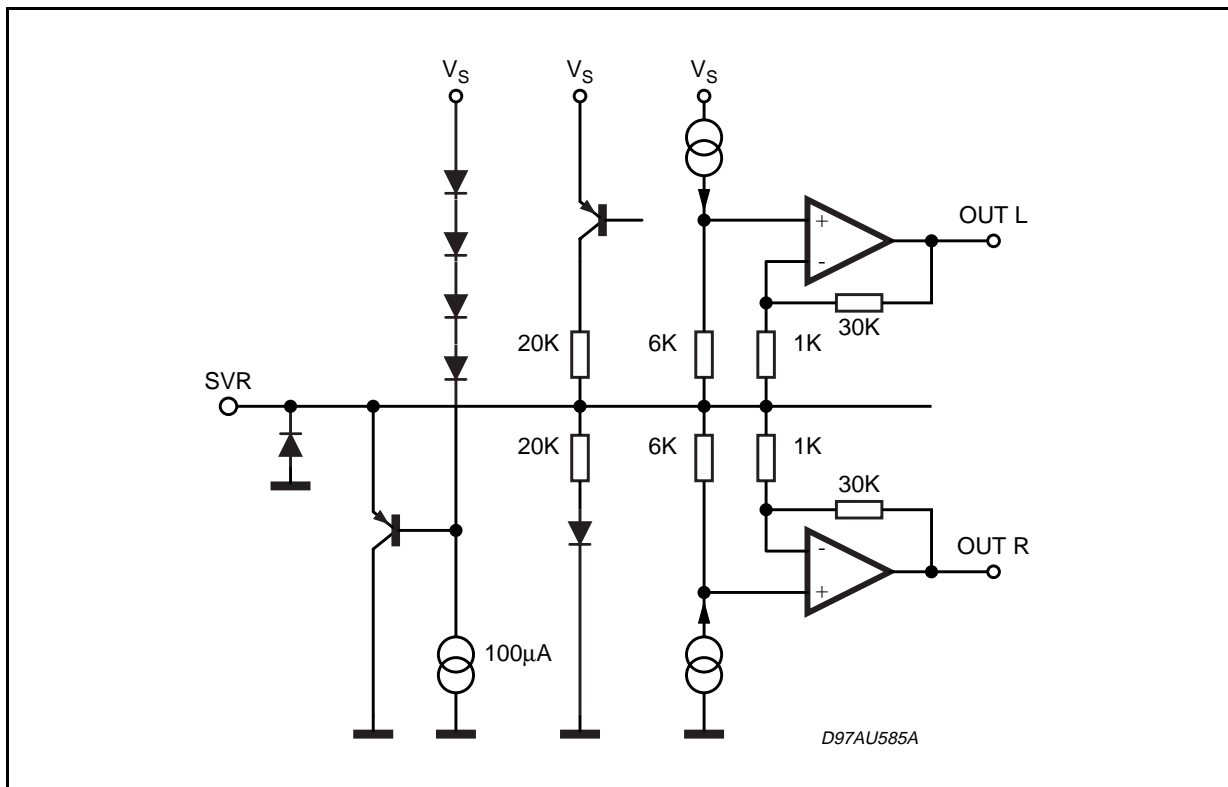 VS VS VS
OUT L
+
-
30K
20K 6K 1K
SVR
20K 6K 1K
30K
-
OUT R
+
100μA
D97AU585A